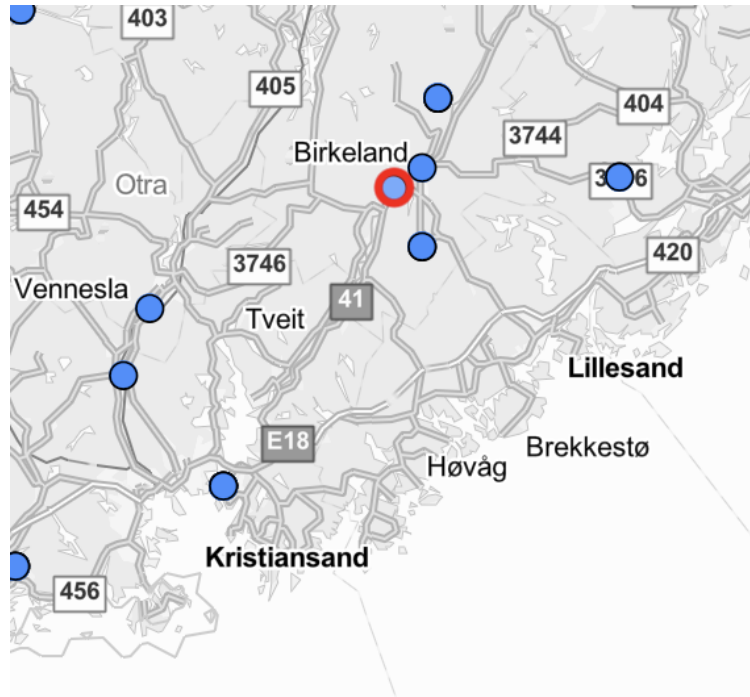 403
405
404
3744
Birkeland
Otra
454
420
3746
Vennesla
41
Tveit
Lillesand
E18
Brekkestø
Høvåg
Kristiansand
456